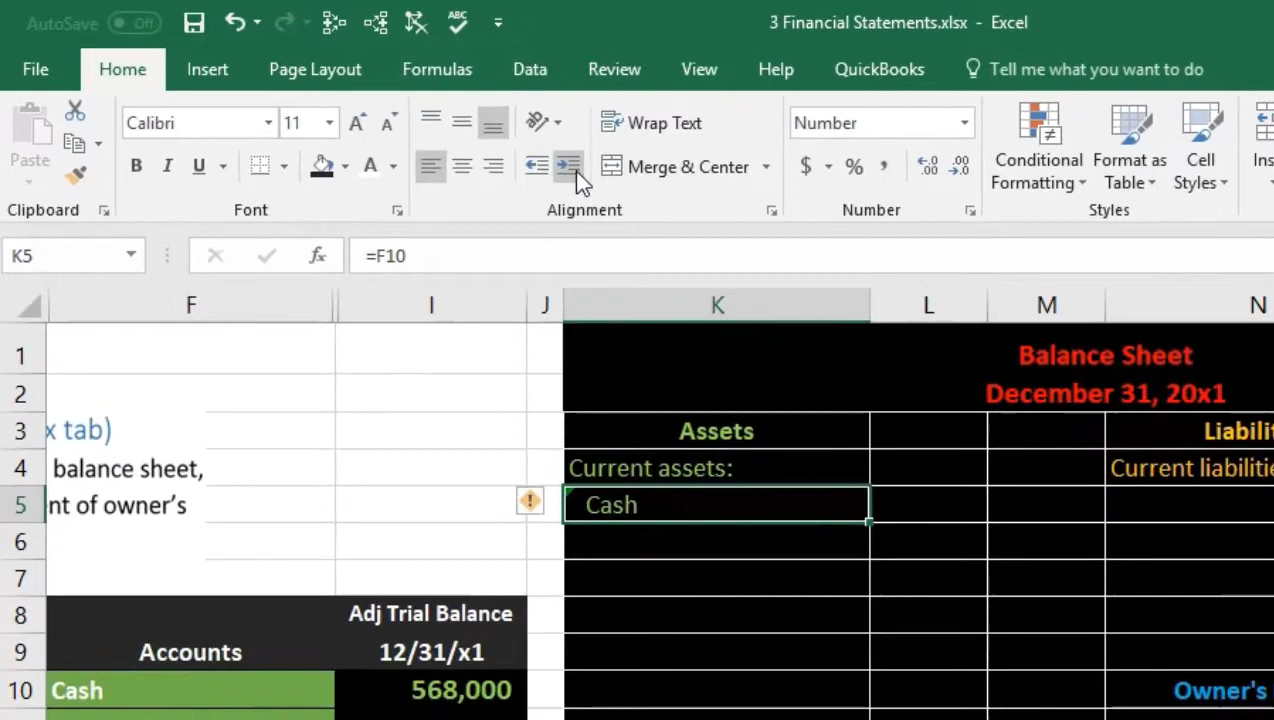 AutoSave Off
ABC
3 Financial Statements.xlsx - Excel
File Home Insert Page Layout Formulas Data Review View Help QuickBooks Tell me what you want to do
Paste
Calibri 11
B I U A
Wrap Text
Merge & Center
Number
$ % ,
Conditional Formatting
Format as Table
Cell Styles
Clipboard Font Alignment Number Styles
K5 fx =F10
F I J K L M N
1 Balance Sheet
2 December 31, 20x1
3 x tab) Assets
4 balance sheet, Current assets:
5 nt of owner's Cash
6
7
8 Adj Trial Balance
9 Accounts 12/31/x1
10 Cash 568,000 Owner's